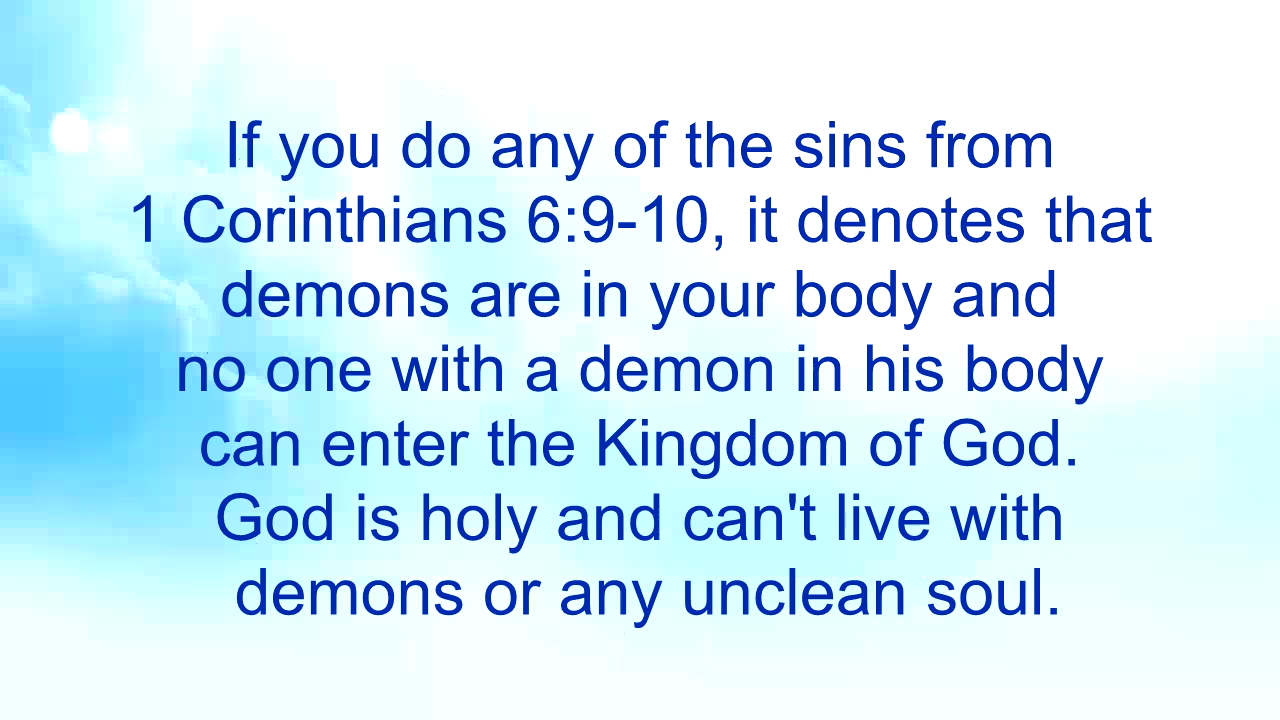 If you do any of the sins from
1 Corinthians 6:9-10, it denotes that
demons are in your body and
no one with a demon in his body
can enter the Kingdom of God.
God is holy and can't live with
demons or any unclean soul.